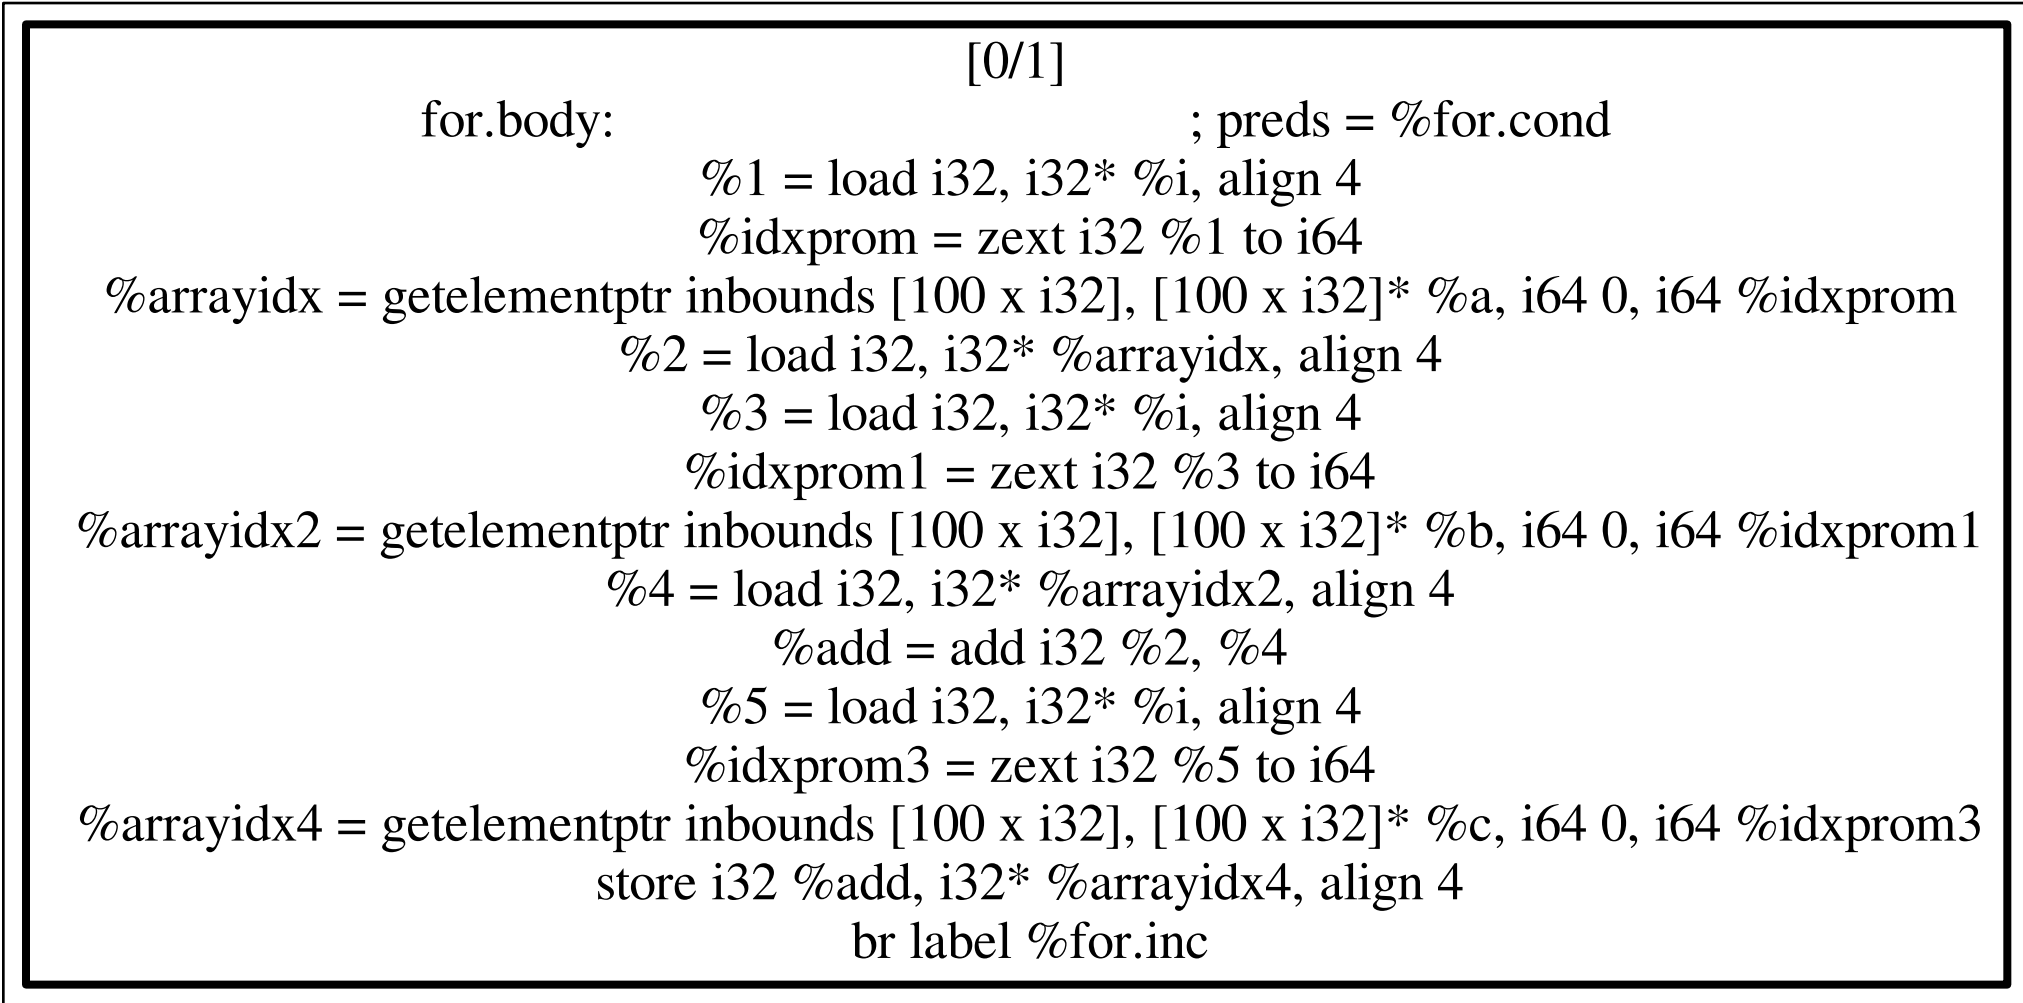 [0/1]
for.body: ; preds = %for.cond
%1 = load i32, i32* %i, align 4
%idxprom = zext i32 %1 to i64
%arrayidx = getelementptr inbounds [100 x i32], [100 x i32]* %a, i64 0, i64 %idxprom
%2 = load i32, i32* %arrayidx, align 4
%3 = load i32, i32* %i, align 4
%idxprom1 = zext i32 %3 to i64
%arrayidx2 = getelementptr inbounds [100 x i32], [100 x i32]* %b, i64 0, i64 %idxprom1
%4 = load i32, i32* %arrayidx2, align 4
%add = add i32 %2, %4
%5 = load i32, i32* %i, align 4
%idxprom3 = zext i32 %5 to i64
%arrayidx4 = getelementptr inbounds [100 x i32], [100 x i32]* %c, i64 0, i64 %idxprom3
store i32 %add, i32* %arrayidx4, align 4
br label %for.inc